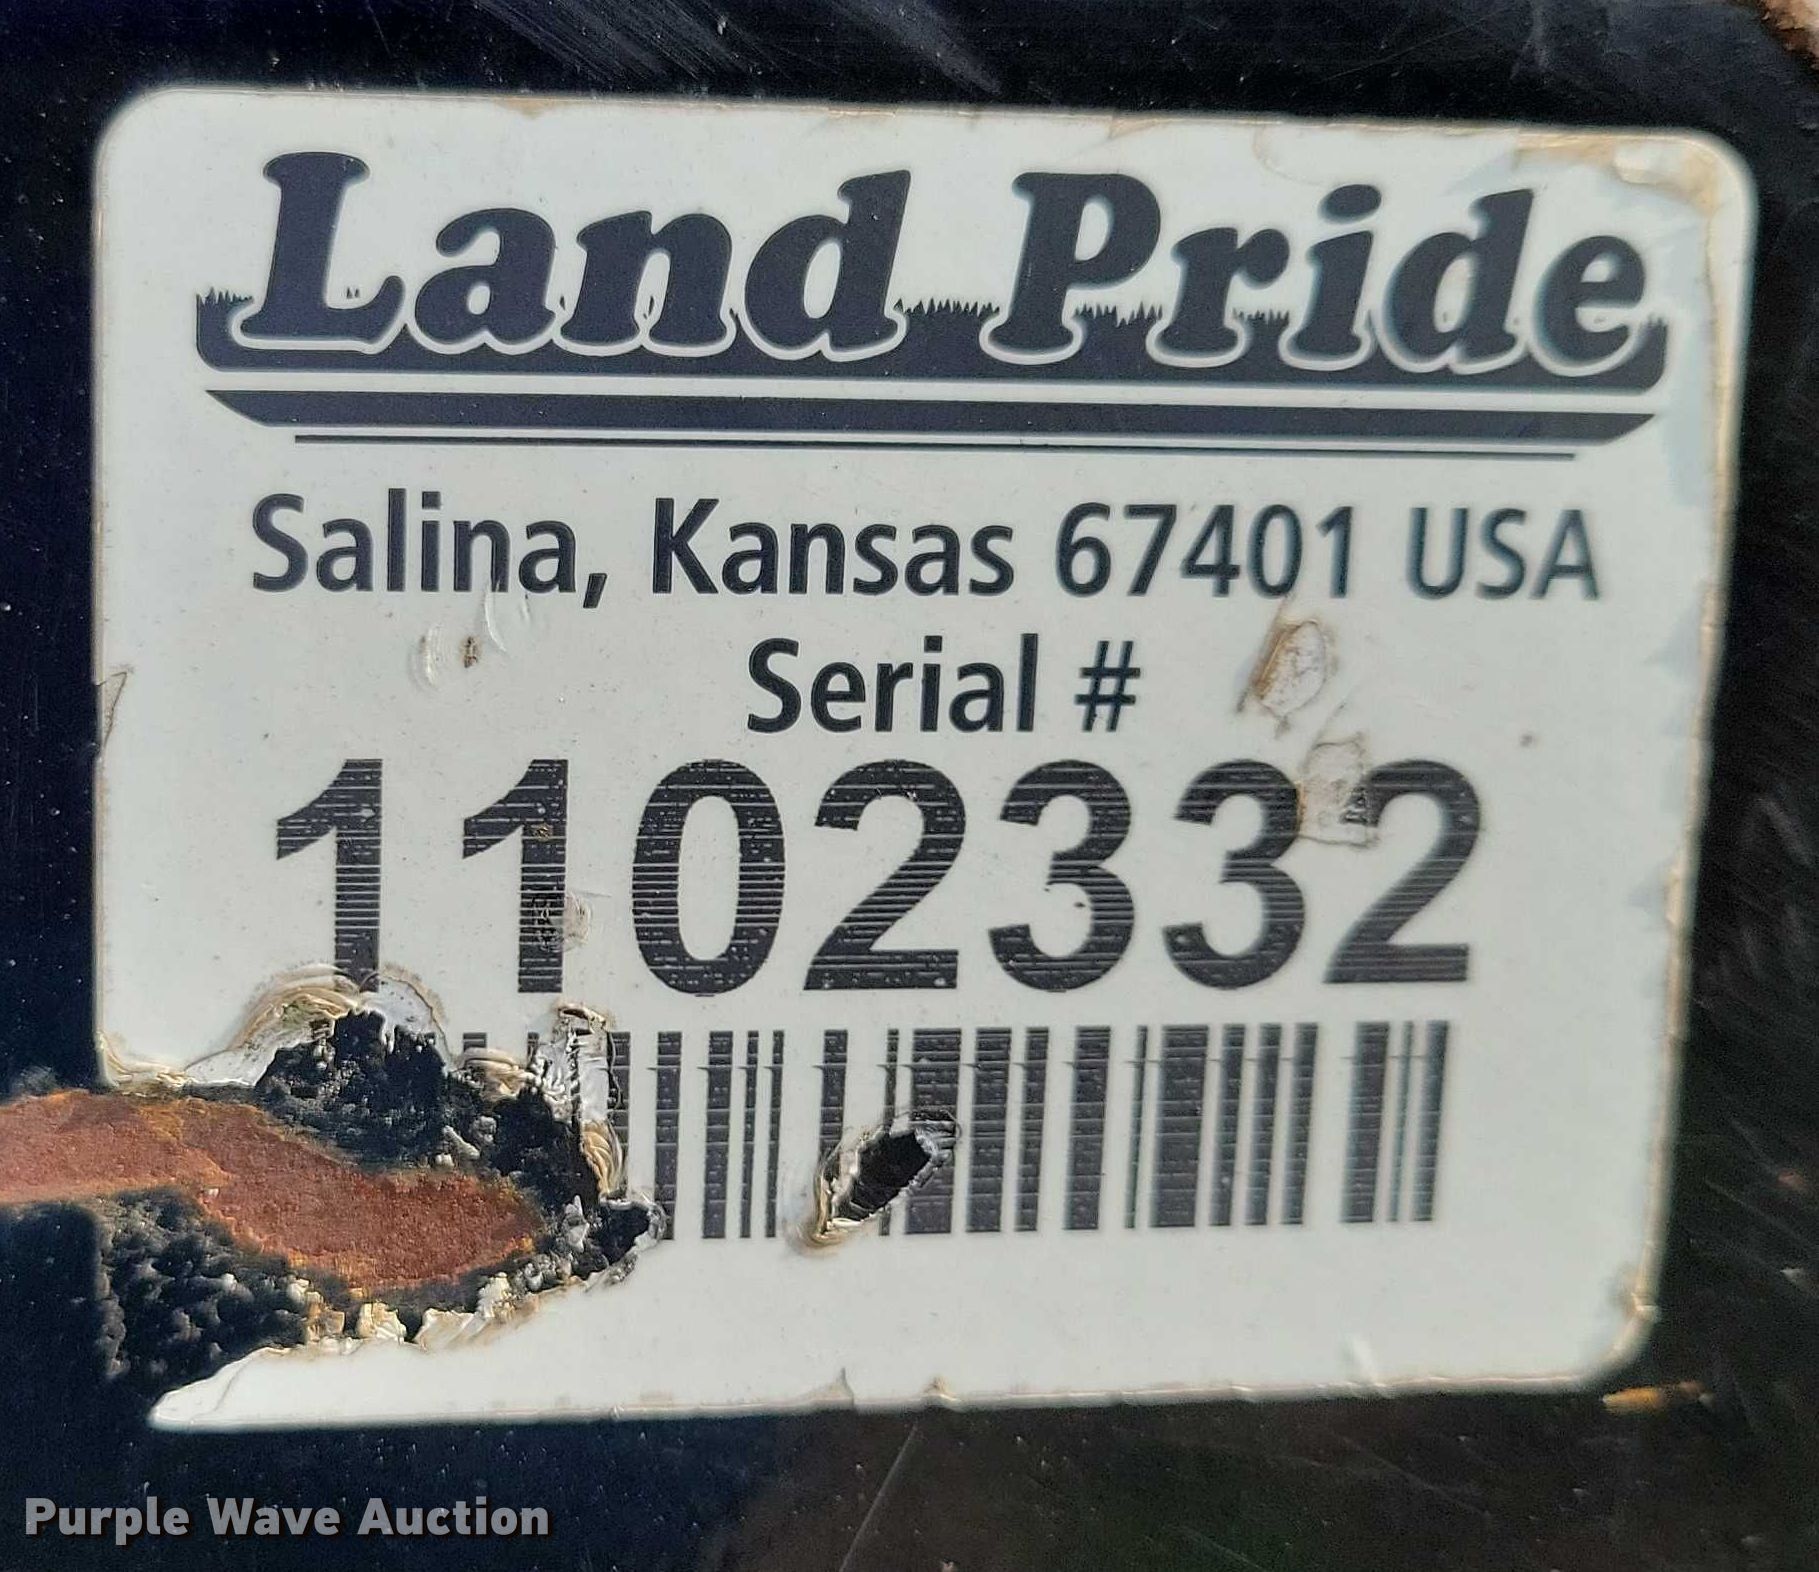 Land Pride
Salina, Kansas 67401 USA
Serial #
1102332
Purple Wave Auction